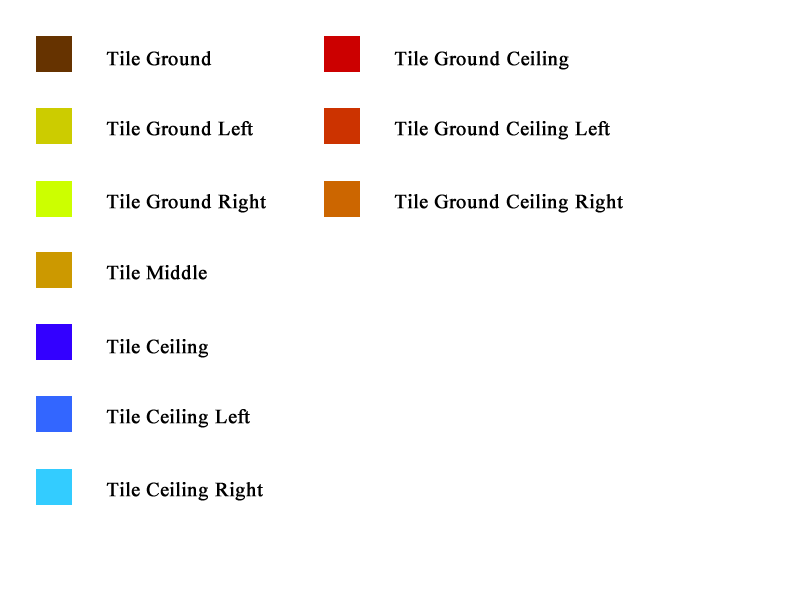 Tile Ground
Tile Ground Left
Tile Ground Right
Tile Middle
Tile Ceiling
Tile Ceiling Left
Tile Ceiling Right
Tile Ground Ceiling
Tile Ground Ceiling Left
Tile Ground Ceiling Right